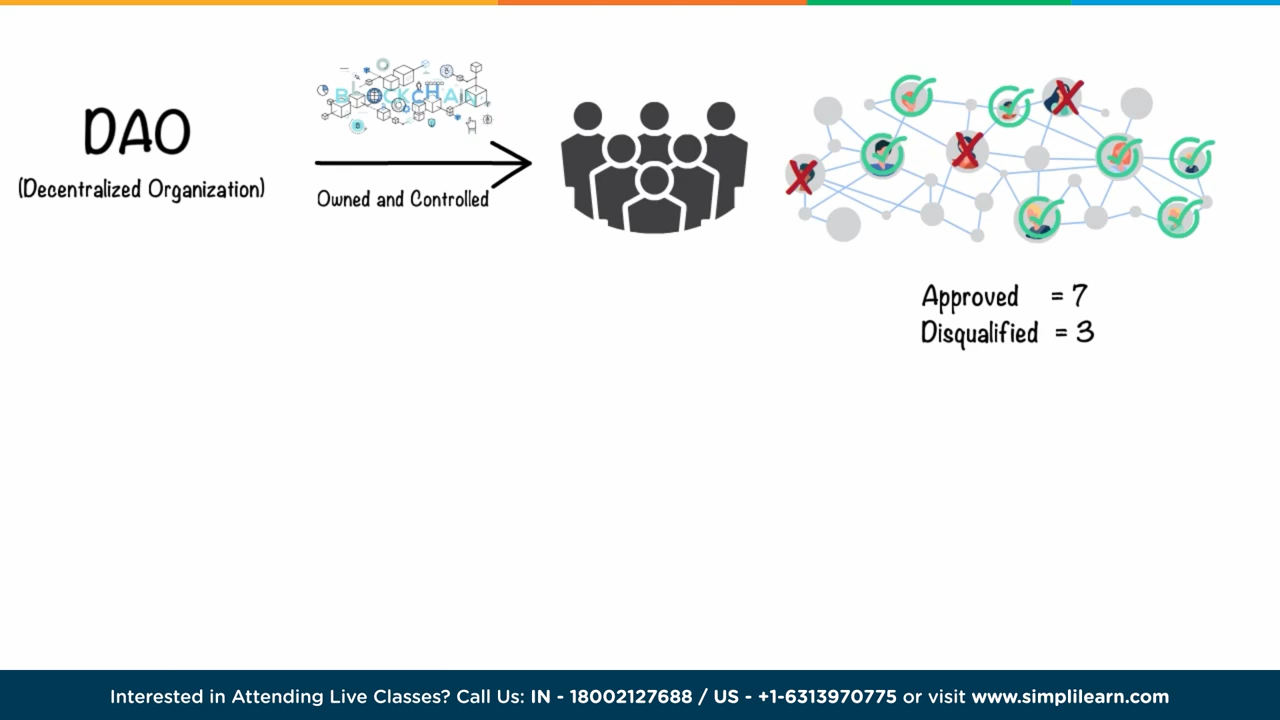 DAO
(Decentralized Organization)
BLOCKCHAIN
Owned and Controlled
Approved = 7
Disqualified = 3
Interested in Attending Live Classes? Call Us: IN - 18002127688 / US - +1-6313970775 or visit www.simplilearn.com